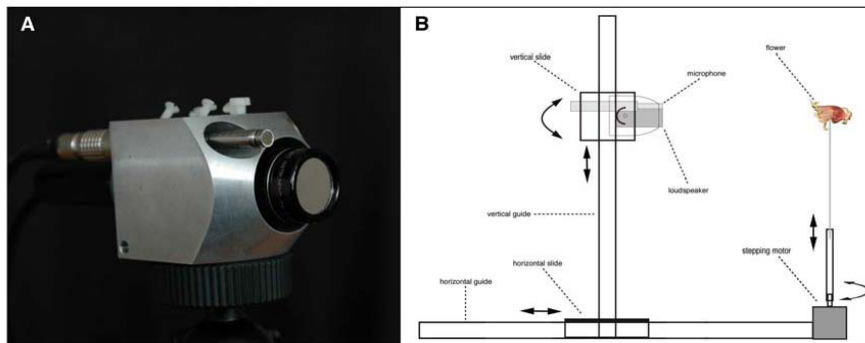 A
B
vertical slide
microphone
flower
loudspeaker
vertical guide
stepping motor
horizontal slide
horizontal guide